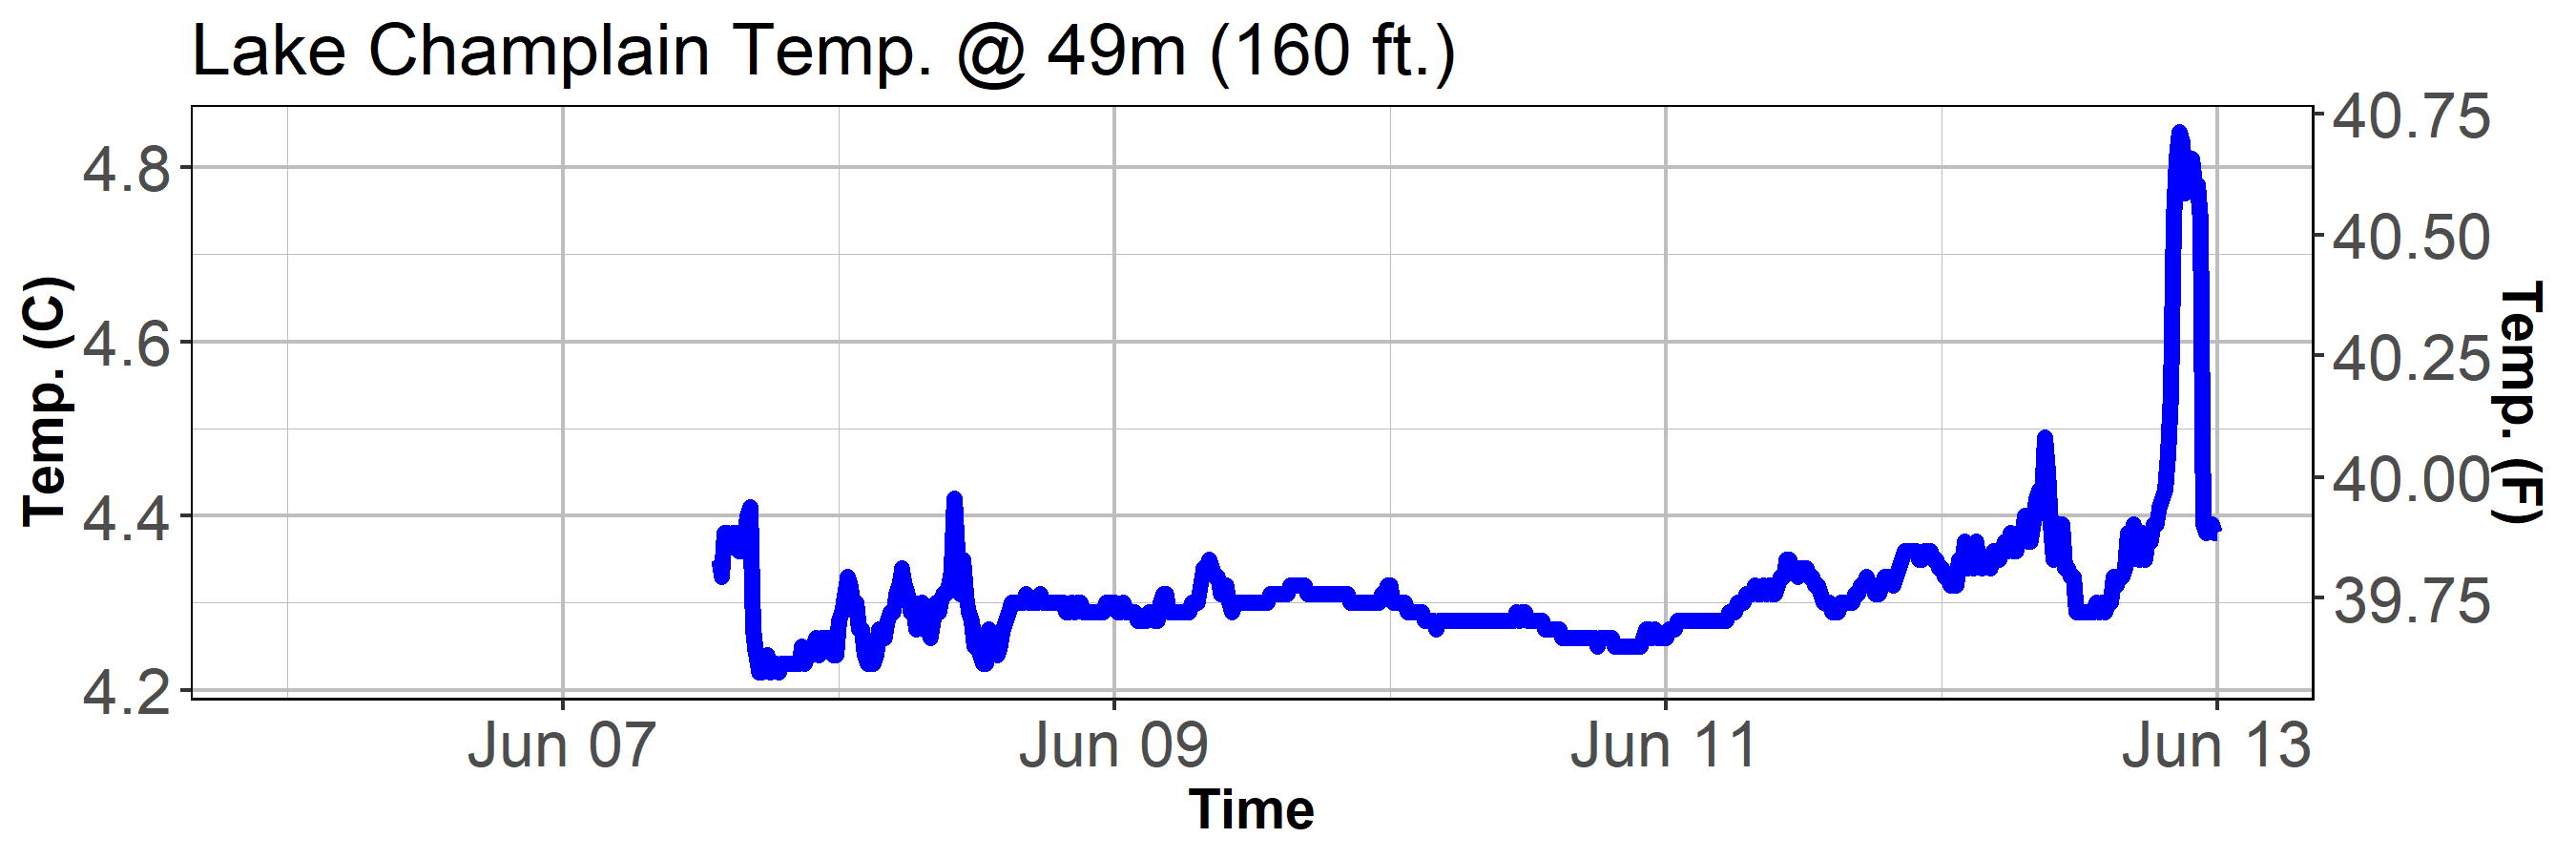 Lake Champlain Temp. @ 49m (160 ft.)
Temp. (C)
4.8
4.6
4.4
4.2
40.75
40.50
40.25
40.00
39.75
Temp. (F)
Jun 07 Jun 09 Jun 11 Jun 13
Time